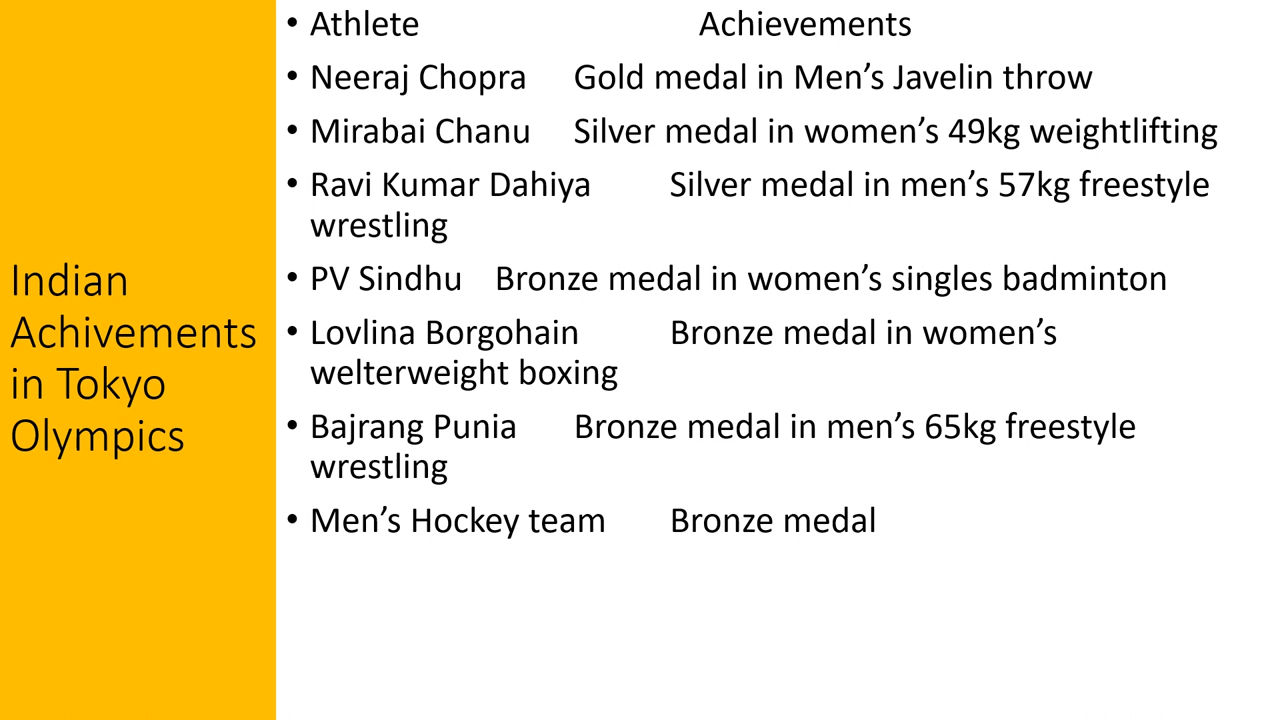 Indian
Achivements
in Tokyo
Olympics
• Athlete Achievements
• Neeraj Chopra Gold medal in Men’s Javelin throw
• Mirabai Chanu Silver medal in women’s 49kg weightlifting
• Ravi Kumar Dahiya Silver medal in men’s 57kg freestyle
wrestling
• PV Sindhu Bronze medal in women’s singles badminton
• Lovlina Borgohain Bronze medal in women’s
welterweight boxing
• Bajrang Punia Bronze medal in men’s 65kg freestyle
wrestling
• Men’s Hockey team Bronze medal